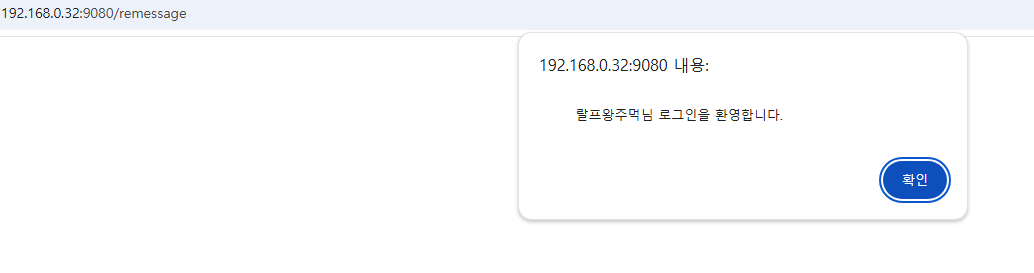 192.168.0.32:9080/remessage
192.168.0.32:9080 내용:
랄프왕주먹님 로그인을 환영합니다.
확인